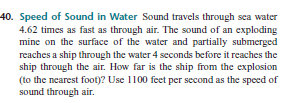 40. Speed of Sound in Water Sound travels through sea water
4.62 times as fast as through air. The sound of an exploding
mine on the surface of the water and partially submerged
reaches a ship through the water 4 seconds before it reaches the
ship through the air. How far is the ship from the explosion
(to the nearest foot)? Use 1100 feet per second as the speed of
sound through air.